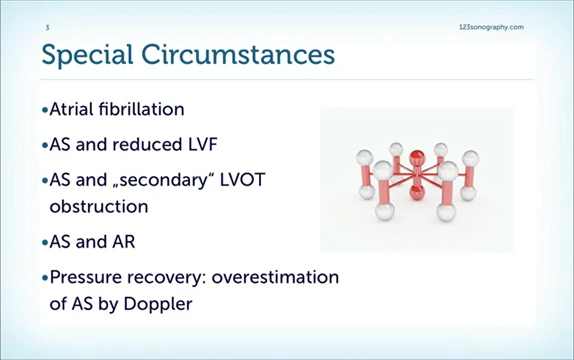 3
123sonography.com
Special Circumstances
•Atrial fibrillation
•AS and reduced LVF
•AS and „secondary“ LVOT
obstruction
•AS and AR
•Pressure recovery: overestimation
of AS by Doppler